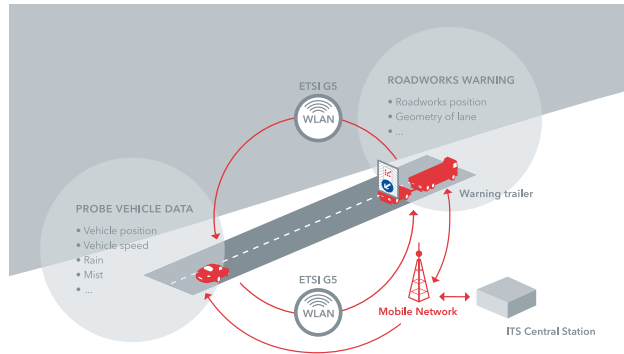 ETSI G5
WLAN
ROADWORKS WARNING
• Roadworks position
• Geometry of lane
• ...
Warning trailer
PROBE VEHICLE DATA
• Vehicle position
• Vehicle speed
• Rain
• Mist
• ...
ETSI G5
WLAN
Mobile Network
ITS Central Station